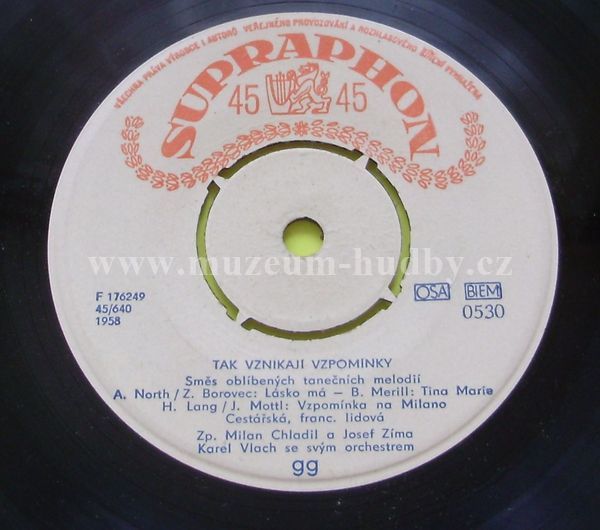 VŠECHNA PRÁVA VÝROBCE I AUTORŮ VEŘEJNÉHO PROVOZOVÁNÍ A ROZHLASOVÉHO ŠÍŘENÍ VYHRAŽENA
SUPRAPHON
45 45
www.muzeum-hudby.cz
F 176249
45/640
1958
OSA BIEM
0530
TAK VZNIKAJÍ VZPOMÍNKY
Směs oblíbených tanečních melodií
A. North/Z. Borovec: Lásko má – B. Merill: Tina Marie
H. Lang/J. Mottl: Vzpomínka na Milano
Cestářská, franc. lidová
Zp. Milan Chladil a Josef Zíma
Karel Vlach se svým orchestrem
gg